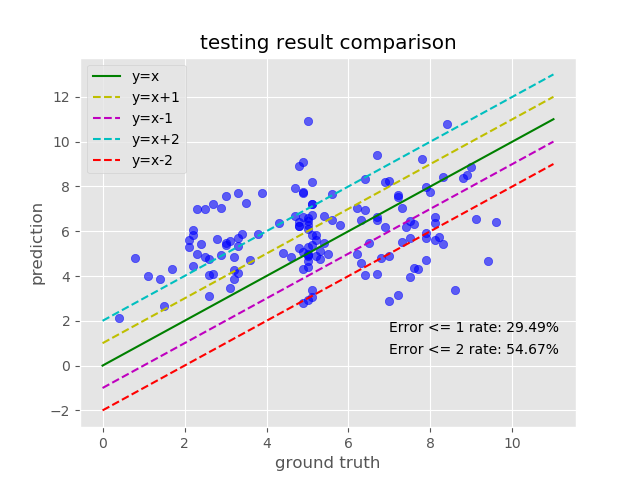 testing result comparison
y=x
y=x+1
y=x-1
y=x+2
y=x-2
12
10
8
6
4
2
0
−2
prediction
Error <= 1 rate: 29.49%
Error <= 2 rate: 54.67%
0 2 4 6 8 10
ground truth